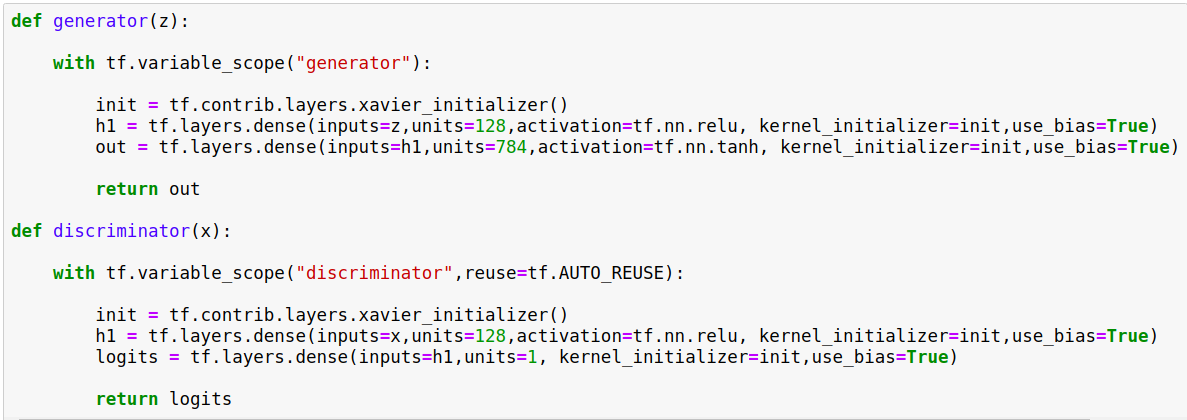 def generator(z):
with tf.variable_scope("generator"):
init = tf.contrib.layers.xavier_initializer()
h1 = tf.layers.dense(inputs=z,units=128,activation=tf.nn.relu, kernel_initializer=init,use_bias=True)
out = tf.layers.dense(inputs=h1,units=784,activation=tf.nn.tanh, kernel_initializer=init,use_bias=True)
return out
def discriminator(x):
with tf.variable_scope("discriminator",reuse=tf.AUTO_REUSE):
init = tf.contrib.layers.xavier_initializer()
h1 = tf.layers.dense(inputs=x,units=128,activation=tf.nn.relu, kernel_initializer=init,use_bias=True)
logits = tf.layers.dense(inputs=h1,units=1, kernel_initializer=init,use_bias=True)
return logits